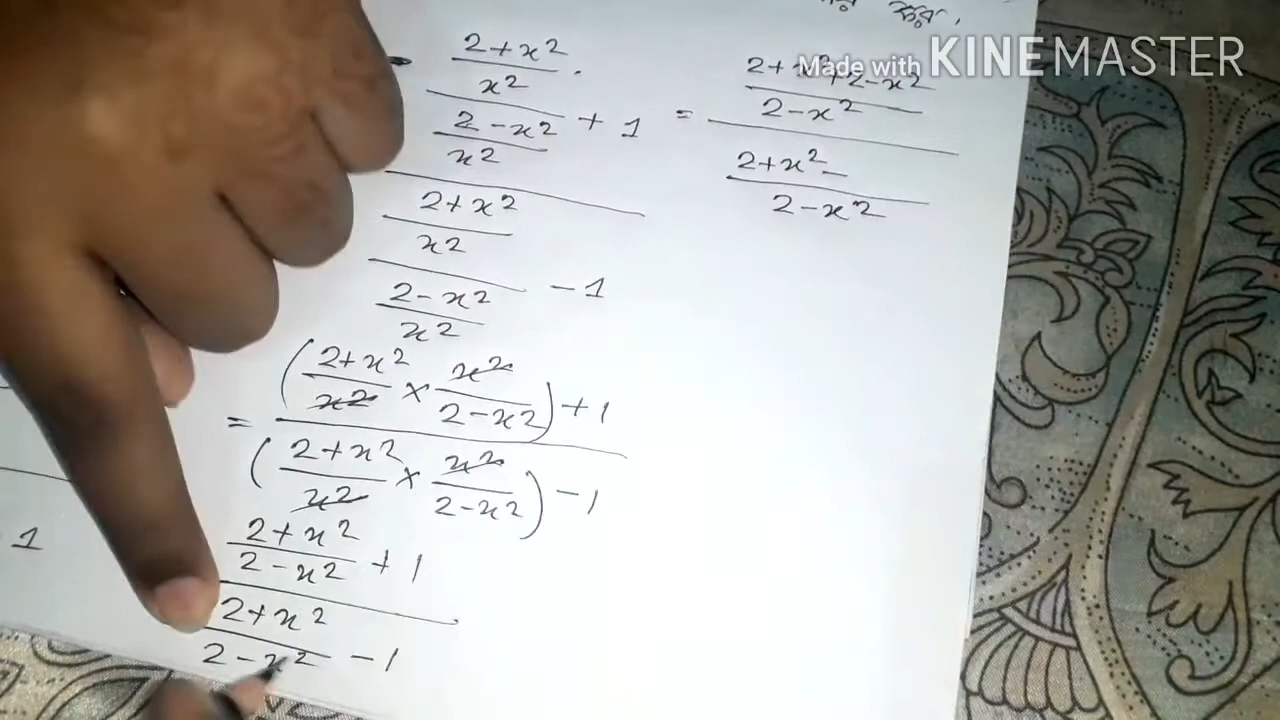 Made with KINEMASTER
2+x²
x²
2-x² + 1
x²
2+x²
x²
2-x² - 1
x²
= (2+x²/x² × x²/2-x²) + 1
(2+x²/x² × x²/2-x²) - 1
2+x²
2-x² + 1
2+x²
2-x² - 1
1
= 2+x²+2-x²
2-x²
2+x²-
2-x²